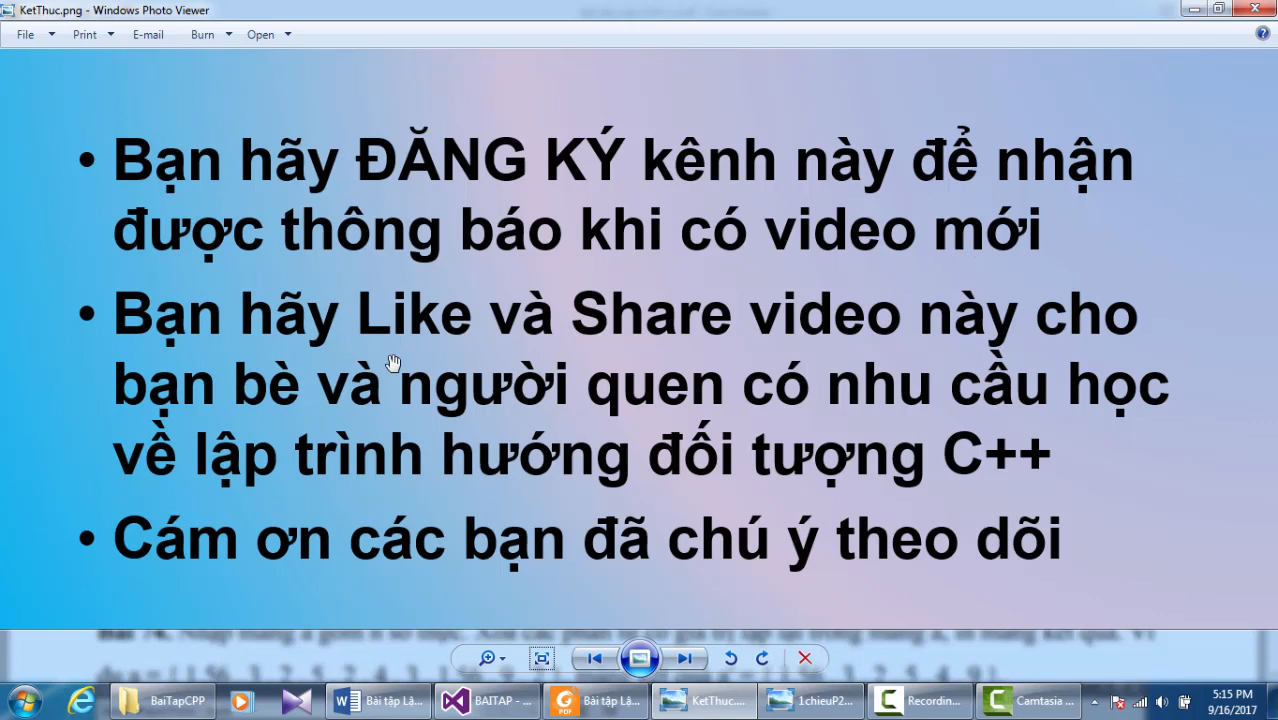 KetThuc.png - Windows Photo Viewer
File Print E-mail Burn Open
• Bạn hãy ĐĂNG KÝ kênh này để nhận
được thông báo khi có video mới
• Bạn hãy Like và Share video này cho
bạn bè và người quen có nhu cầu học
về lập trình hướng đối tượng C++
• Cám ơn các bạn đã chú ý theo dõi
BaiTapCPP Bài tập Lậ... BAITAP - ... Bài tập Lậ... KetThuc.... 1chieuP2... Recordin... Camtasia ...
5:15 PM
9/16/2017